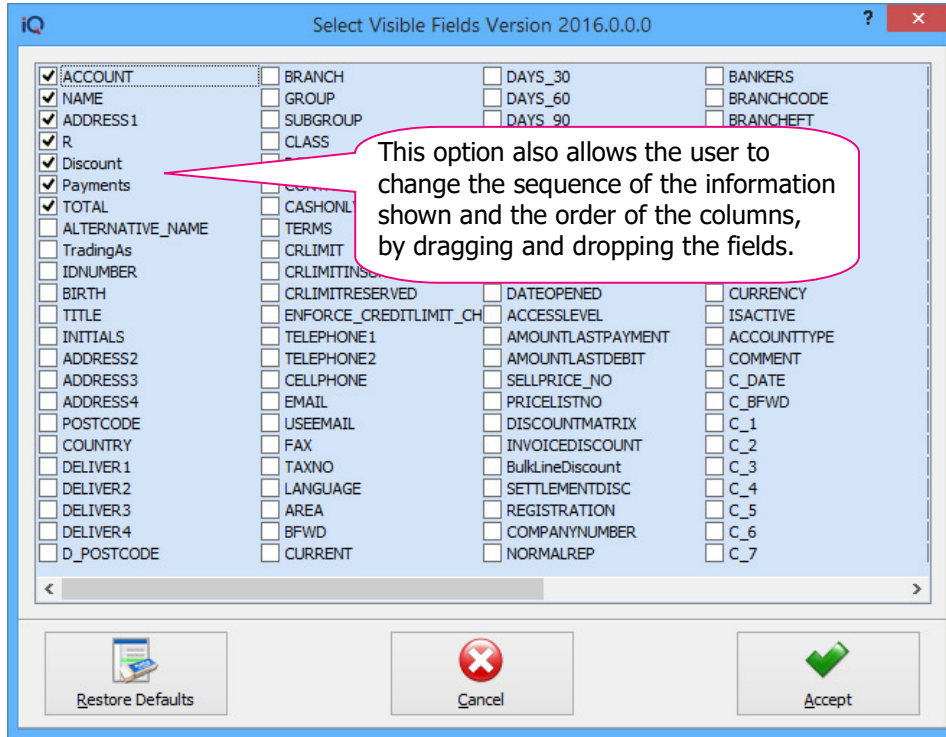 iQ Select Visible Fields Version 2016.0.0.0 ? ×
ACCOUNT
NAME
ADDRESS1
R
Discount
Payments
TOTAL
ALTERNATIVE_NAME
TradingAs
IDNUMBER
BIRTH
TITLE
INITIALS
ADDRESS2
ADDRESS3
ADDRESS4
POSTCODE
COUNTRY
DELIVER1
DELIVER2
DELIVER3
DELIVER4
D_POSTCODE
BRANCH
GROUP
SUBGROUP
CLASS
CASHONLY
TERMS
CRLIMIT
CRLIMITRESERVED
ENFORCE_CREDITLIMIT_CH
TELEPHONE1
TELEPHONE2
CELLPHONE
EMAIL
USEEMAIL
FAX
TAXNO
LANGUAGE
AREA
BFWD
CURRENT
DAYS_30
DAYS_60
DAYS_90
DATEOPENED
ACCESSLEVEL
AMOUNTLASTPAYMENT
AMOUNTLASTDEBIT
SELLPRICE_NO
PRICELISTNO
DISCOUNTMATRIX
INVOICEDISCOUNT
BulkLineDiscount
SETTLEMENTDISC
REGISTRATION
COMPANYNUMBER
NORMALREP
BANKERS
BRANCHCODE
BRANCHEFT
CURRENCY
ISACTIVE
ACCOUNTTYPE
COMMENT
C_DATE
C_BFWD
C_1
C_2
C_3
C_4
C_5
C_6
C_7
This option also allows the user to
change the sequence of the information
shown and the order of the columns,
by dragging and dropping the fields.
Restore Defaults
Cancel
Accept